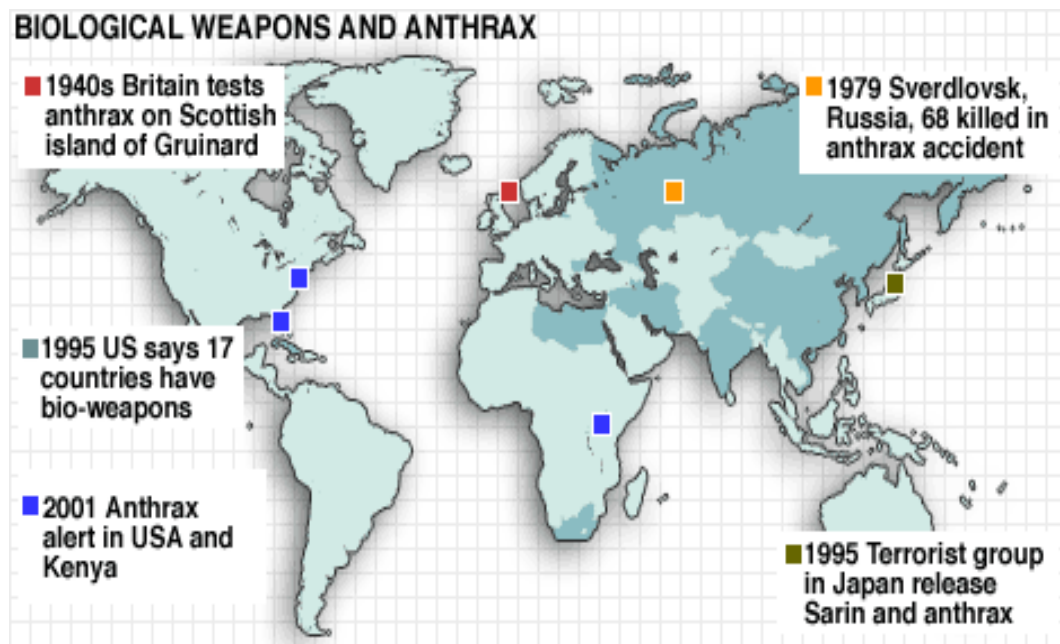 BIOLOGICAL WEAPONS AND ANTHRAX
1940s Britain tests
anthrax on Scottish
island of Gruinard
1979 Sverdlovsk,
Russia, 68 killed in
anthrax accident
1995 US says 17
countries have
bio-weapons
2001 Anthrax
alert in USA and
Kenya
1995 Terrorist group
in Japan release
Sarin and anthrax